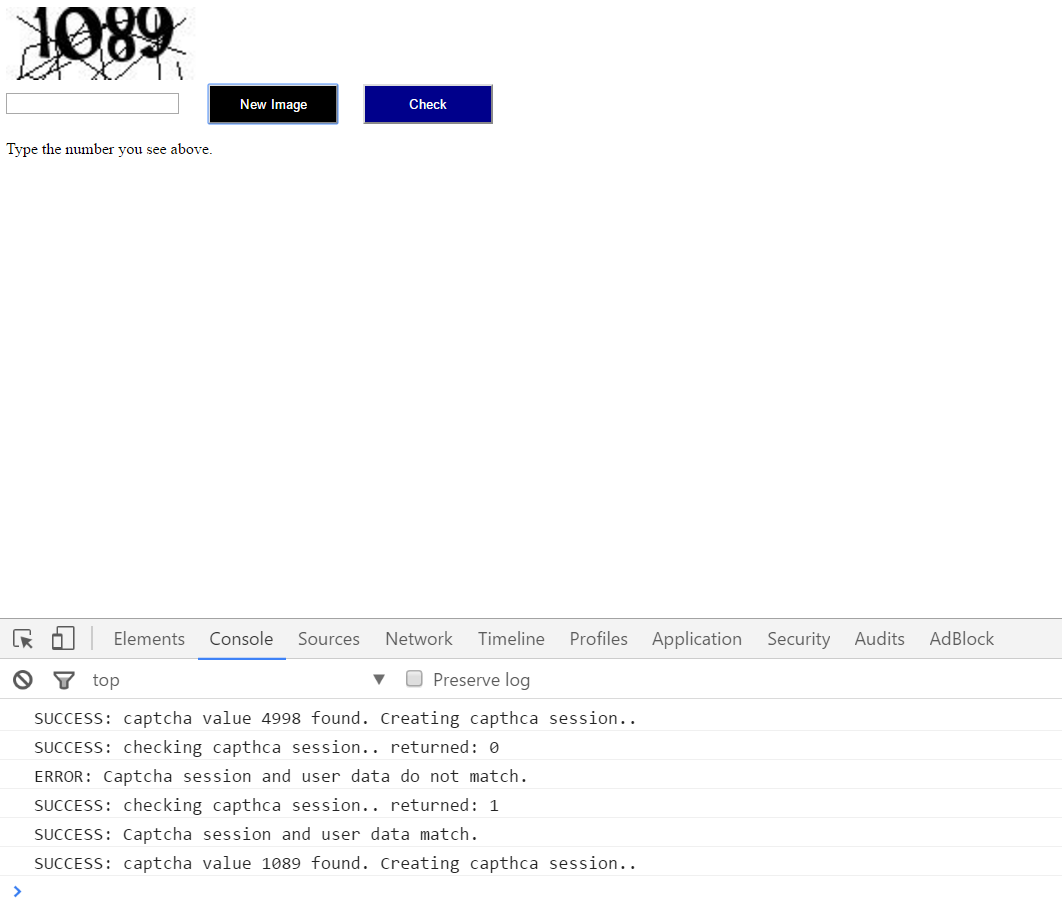 1089
New Image Check
Type the number you see above.
Elements Console Sources Network Timeline Profiles Application Security Audits AdBlock
top Preserve log
SUCCESS: captcha value 4998 found. Creating capthca session..
SUCCESS: checking capthca session.. returned: 0
ERROR: Captcha session and user data do not match.
SUCCESS: checking capthca session.. returned: 1
SUCCESS: Captcha session and user data match.
SUCCESS: captcha value 1089 found. Creating capthca session..